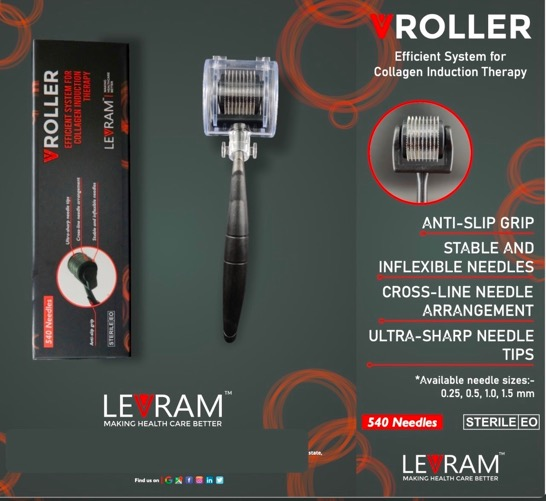 VROLLER
EFFICIENT SYSTEM FOR
COLLAGEN INDUCTION
THERAPY
LEVRAM
Ultra-sharp needle tips
Cross-line needle arrangement
Stable and inflexible needles
Anti-slip grip
540 Needles
STERILE EO
LEVRAM™
MAKING HEALTH CARE BETTER
state,
Find us on
VROLLER
Efficient System for
Collagen Induction Therapy
ANTI-SLIP GRIP
STABLE AND
INFLEXIBLE NEEDLES
CROSS-LINE NEEDLE
ARRANGEMENT
ULTRA-SHARP NEEDLE
TIPS
*Available needle sizes:-
0.25, 0.5, 1.0, 1.5 mm
540 Needles
STERILE EO
LEVRAM™
MAKING HEALTH CARE BETTER